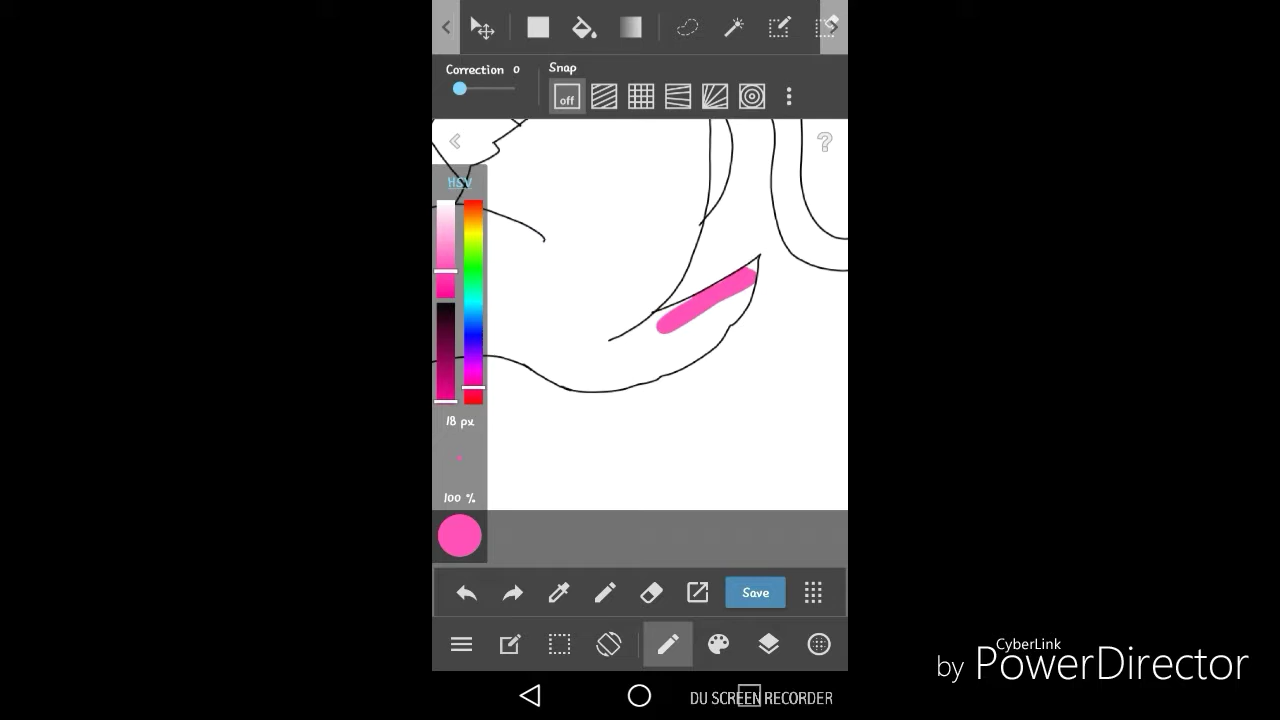 Correction 0
Snap
off
?
HSV
18 px
100 %
Save
CyberLink
by PowerDirector
DU SCREEN RECORDER